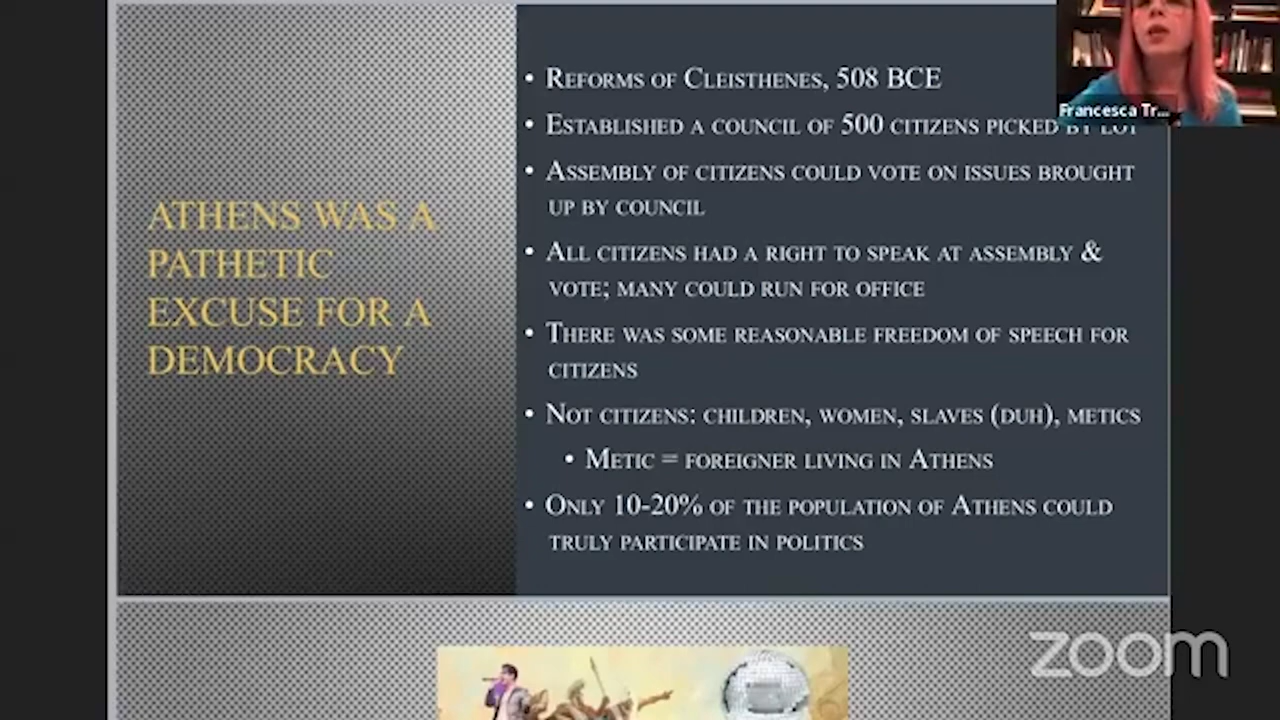 ATHENS WAS A
PATHETIC
EXCUSE FOR A
DEMOCRACY
• REFORMS OF CLEISTHENES, 508 BCE
• ESTABLISHED A COUNCIL OF 500 CITIZENS PICKED BY LOT
• ASSEMBLY OF CITIZENS COULD VOTE ON ISSUES BROUGHT
UP BY COUNCIL
• ALL CITIZENS HAD A RIGHT TO SPEAK AT ASSEMBLY &
VOTE; MANY COULD RUN FOR OFFICE
• THERE WAS SOME REASONABLE FREEDOM OF SPEECH FOR
CITIZENS
• NOT CITIZENS: CHILDREN, WOMEN, SLAVES (DUH), METICS
• METIC = FOREIGNER LIVING IN ATHENS
• ONLY 10-20% OF THE POPULATION OF ATHENS COULD
TRULY PARTICIPATE IN POLITICS
Francesca Tr...
zoom